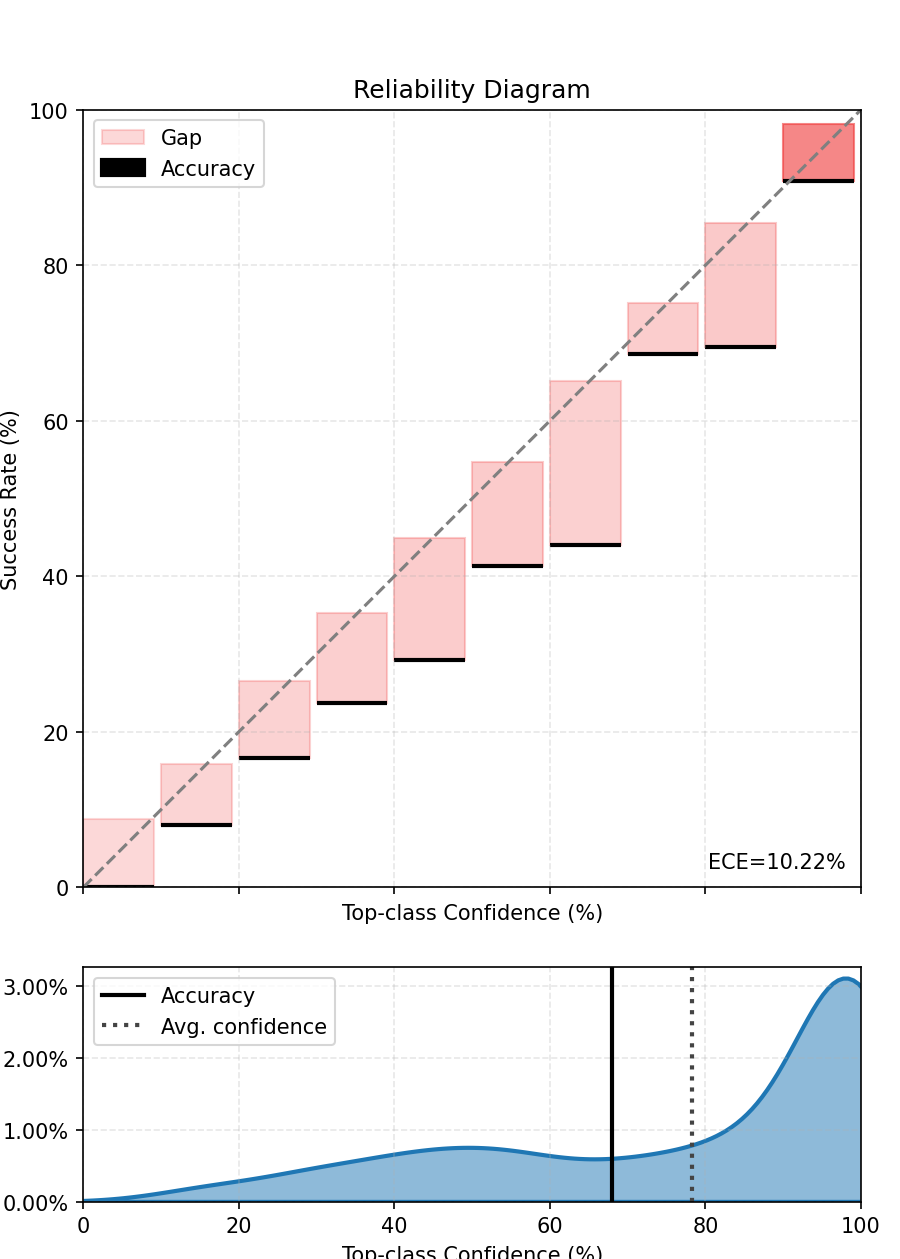 Reliability Diagram
100
80
60
40
20
0
Success Rate (%)
Gap
Accuracy
ECE=10.22%
Top-class Confidence (%)
3.00%
2.00%
1.00%
0.00%
Accuracy
Avg. confidence
0 20 40 60 80 100
Top-class Confidence (%)